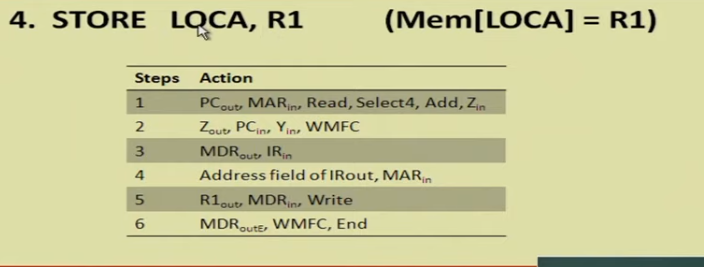 4. STORE LOCA, R1 (Mem[LOCA] = R1)
Steps Action
1 PCout, MARin, Read, Select4, Add, Zin
2 Zout, PCin, Yin, WMFC
3 MDRout, IRin
4 Address field of IRout, MARin
5 R1out, MDRin, Write
6 MDRoutE, WMFC, End